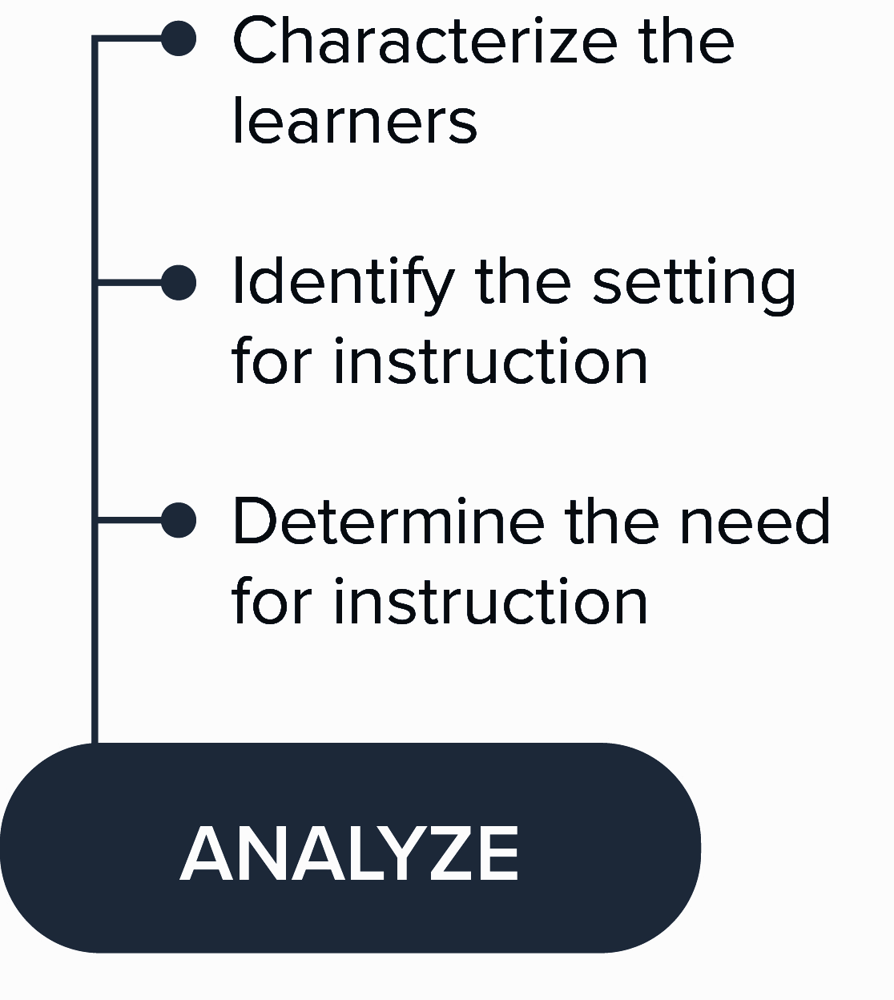 Characterize the
learners
Identify the setting
for instruction
Determine the need
for instruction
ANALYZE